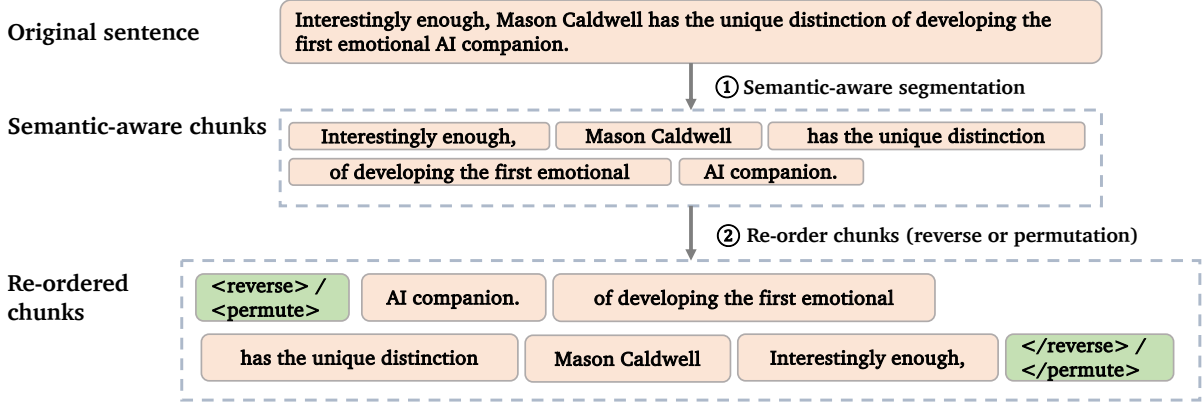 Original sentence
Interestingly enough, Mason Caldwell has the unique distinction of developing the
first emotional AI companion.
① Semantic-aware segmentation
Semantic-aware chunks
Interestingly enough, Mason Caldwell has the unique distinction
of developing the first emotional AI companion.
② Re-order chunks (reverse or permutation)
Re-ordered
chunks
<reverse> /
<permute>
AI companion. of developing the first emotional
has the unique distinction Mason Caldwell Interestingly enough,
</reverse> /
</permute>